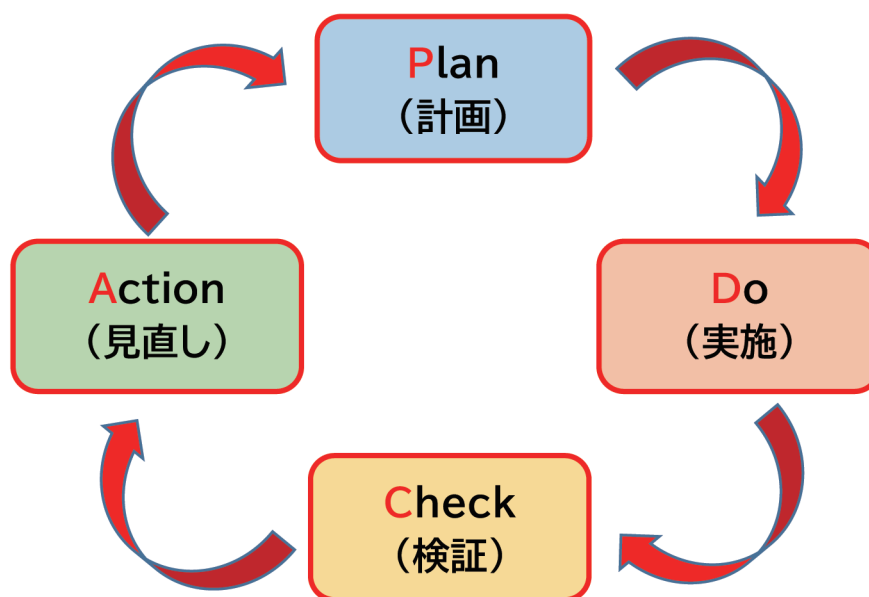 Plan
（計画）
Do
（実施）
Check
（検証）
Action
（見直し）